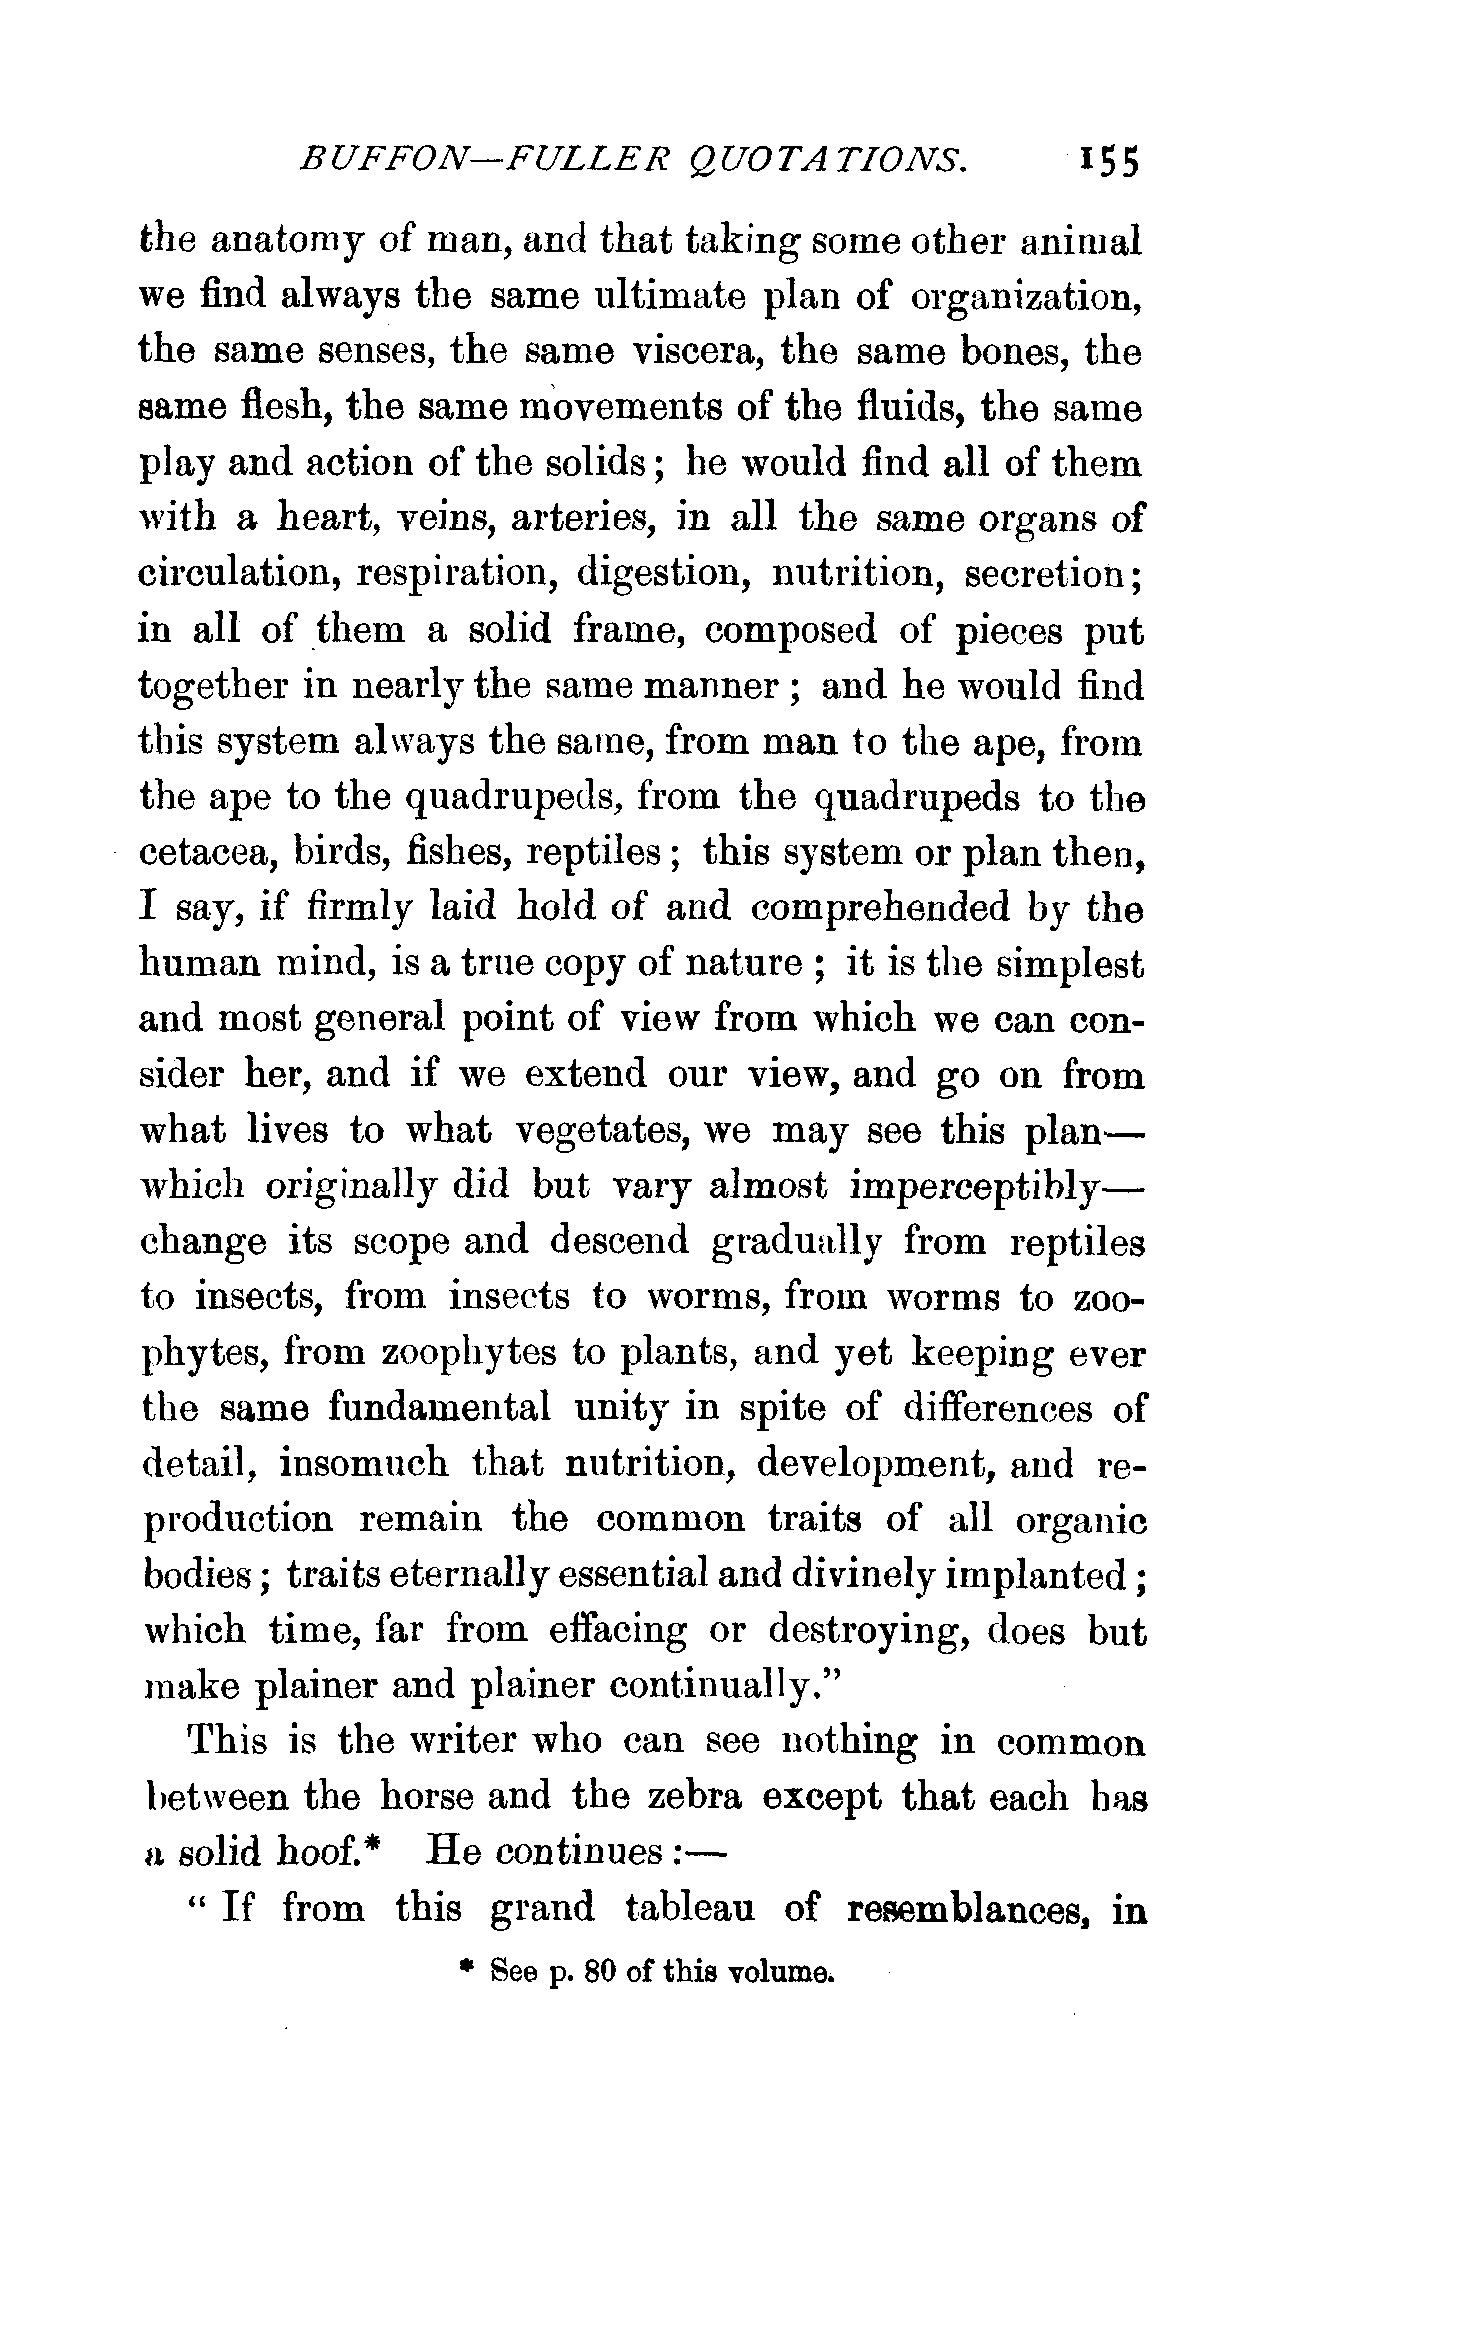 BUFFON—FULLER QUOTATIONS. 155
the anatomy of man, and that taking some other animal
we find always the same ultimate plan of organization,
the same senses, the same viscera, the same bones, the
same flesh, the same movements of the fluids, the same
play and action of the solids; he would find all of them
with a heart, veins, arteries, in all the same organs of
circulation, respiration, digestion, nutrition, secretion;
in all of them a solid frame, composed of pieces put
together in nearly the same manner; and he would find
this system always the same, from man to the ape, from
the ape to the quadrupeds, from the quadrupeds to the
cetacea, birds, fishes, reptiles; this system or plan then,
I say, if firmly laid hold of and comprehended by the
human mind, is a true copy of nature; it is the simplest
and most general point of view from which we can con-
sider her, and if we extend our view, and go on from
what lives to what vegetates, we may see this plan—
which originally did but vary almost imperceptibly—
change its scope and descend gradually from reptiles
to insects, from insects to worms, from worms to zoo-
phytes, from zoophytes to plants, and yet keeping ever
the same fundamental unity in spite of differences of
detail, insomuch that nutrition, development, and re-
production remain the common traits of all organic
bodies; traits eternally essential and divinely implanted;
which time, far from effacing or destroying, does but
make plainer and plainer continually."
This is the writer who can see nothing in common
between the horse and the zebra except that each has
a solid hoof.* He continues:—
"If from this grand tableau of resemblances, in
* See p. 80 of this volume.